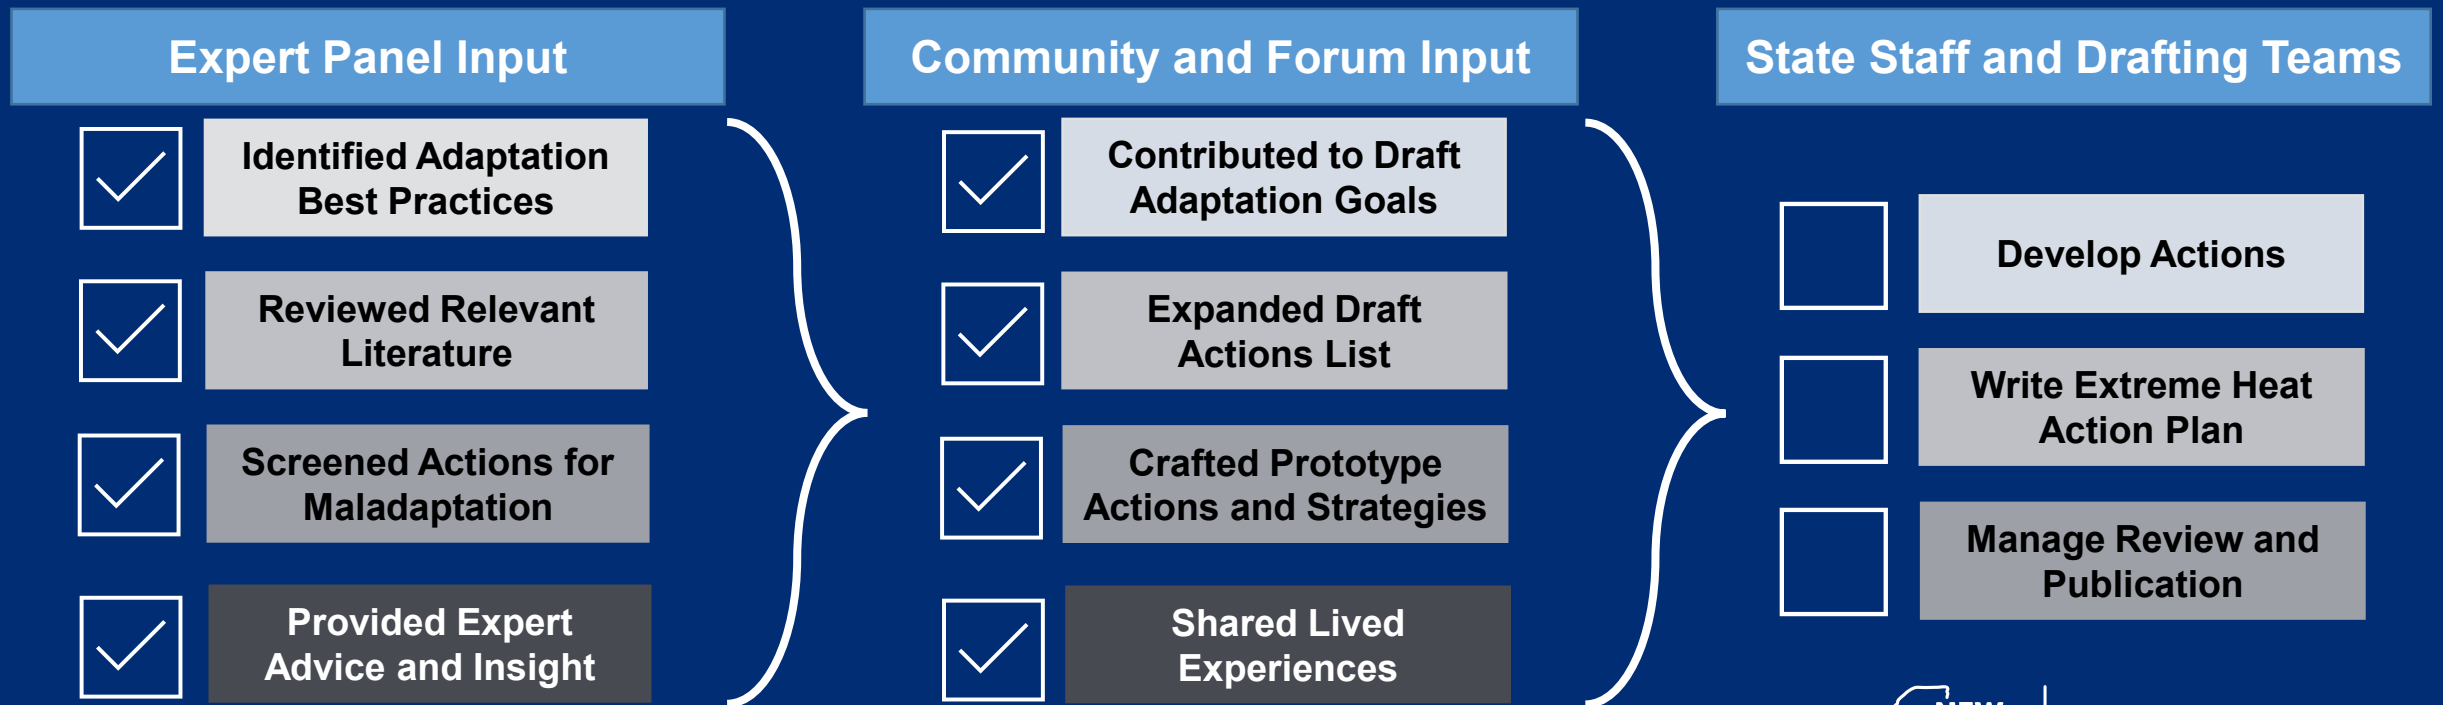 Expert Panel Input
Identified Adaptation
Best Practices
Reviewed Relevant
Literature
Screened Actions for
Maladaptation
Provided Expert
Advice and Insight
Community and Forum Input
Contributed to Draft
Adaptation Goals
Expanded Draft
Actions List
Crafted Prototype
Actions and Strategies
Shared Lived
Experiences
State Staff and Drafting Teams
Develop Actions
Write Extreme Heat
Action Plan
Manage Review and
Publication
NEW